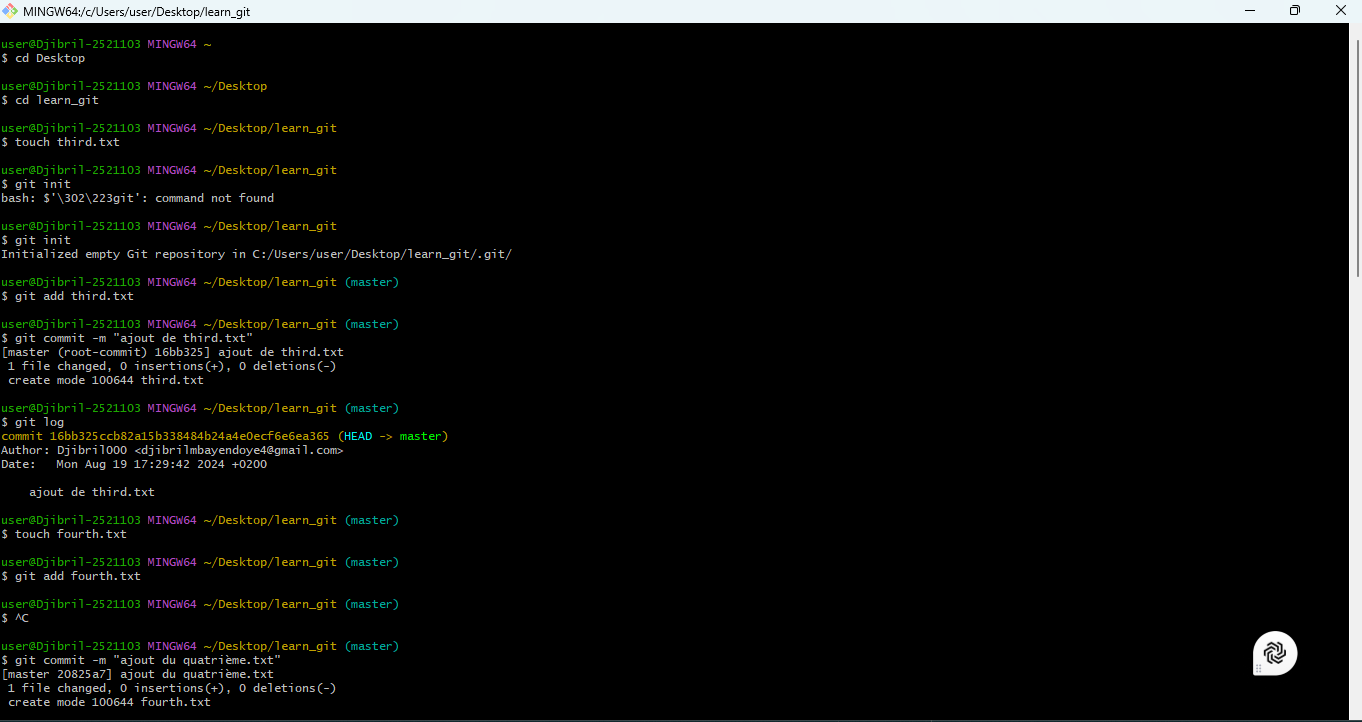 MINGW64:/c/Users/user/Desktop/learn_git
user@Djibril-2521103 MINGW64 ~
$ cd Desktop
user@Djibril-2521103 MINGW64 ~/Desktop
$ cd learn_git
user@Djibril-2521103 MINGW64 ~/Desktop/learn_git
$ touch third.txt
user@Djibril-2521103 MINGW64 ~/Desktop/learn_git
$ git init
bash: $'\302\223git': command not found
user@Djibril-2521103 MINGW64 ~/Desktop/learn_git
$ git init
Initialized empty Git repository in C:/Users/user/Desktop/learn_git/.git/
user@Djibril-2521103 MINGW64 ~/Desktop/learn_git (master)
$ git add third.txt
user@Djibril-2521103 MINGW64 ~/Desktop/learn_git (master)
$ git commit -m "ajout de third.txt"
[master (root-commit) 16bb325] ajout de third.txt
1 file changed, 0 insertions(+), 0 deletions(-)
create mode 100644 third.txt
user@Djibril-2521103 MINGW64 ~/Desktop/learn_git (master)
$ git log
commit 16bb325ccb82a15b338484b24a4e0ecf6e6ea365 (HEAD -> master)
Author: Djibril000 <djibrilmbayendoye4@gmail.com>
Date:   Mon Aug 19 17:29:42 2024 +0200
ajout de third.txt
user@Djibril-2521103 MINGW64 ~/Desktop/learn_git (master)
$ touch fourth.txt
user@Djibril-2521103 MINGW64 ~/Desktop/learn_git (master)
$ git add fourth.txt
user@Djibril-2521103 MINGW64 ~/Desktop/learn_git (master)
$ ^C
user@Djibril-2521103 MINGW64 ~/Desktop/learn_git (master)
$ git commit -m "ajout du quatrième.txt"
[master 20825a7] ajout du quatrième.txt
1 file changed, 0 insertions(+), 0 deletions(-)
create mode 100644 fourth.txt